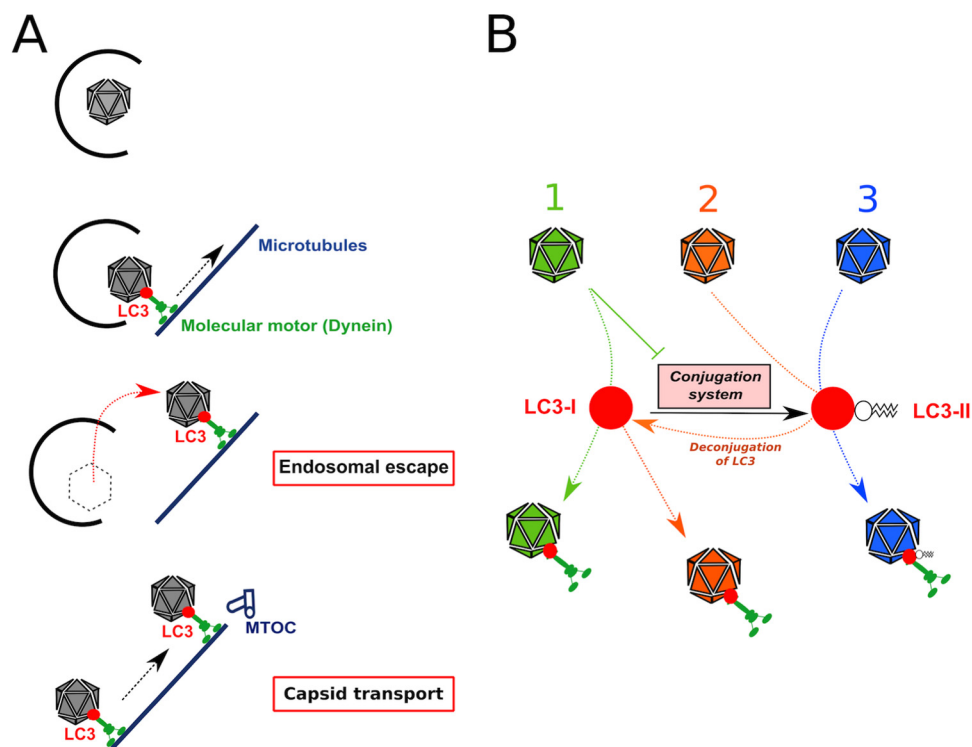 A
LC3
Microtubules
Molecular motor (Dynein)
LC3
Endosomal escape
LC3
MTOC
LC3
Capsid transport
B
1 2 3
Conjugation
system
LC3-I
LC3-II
Deconjugation
of LC3